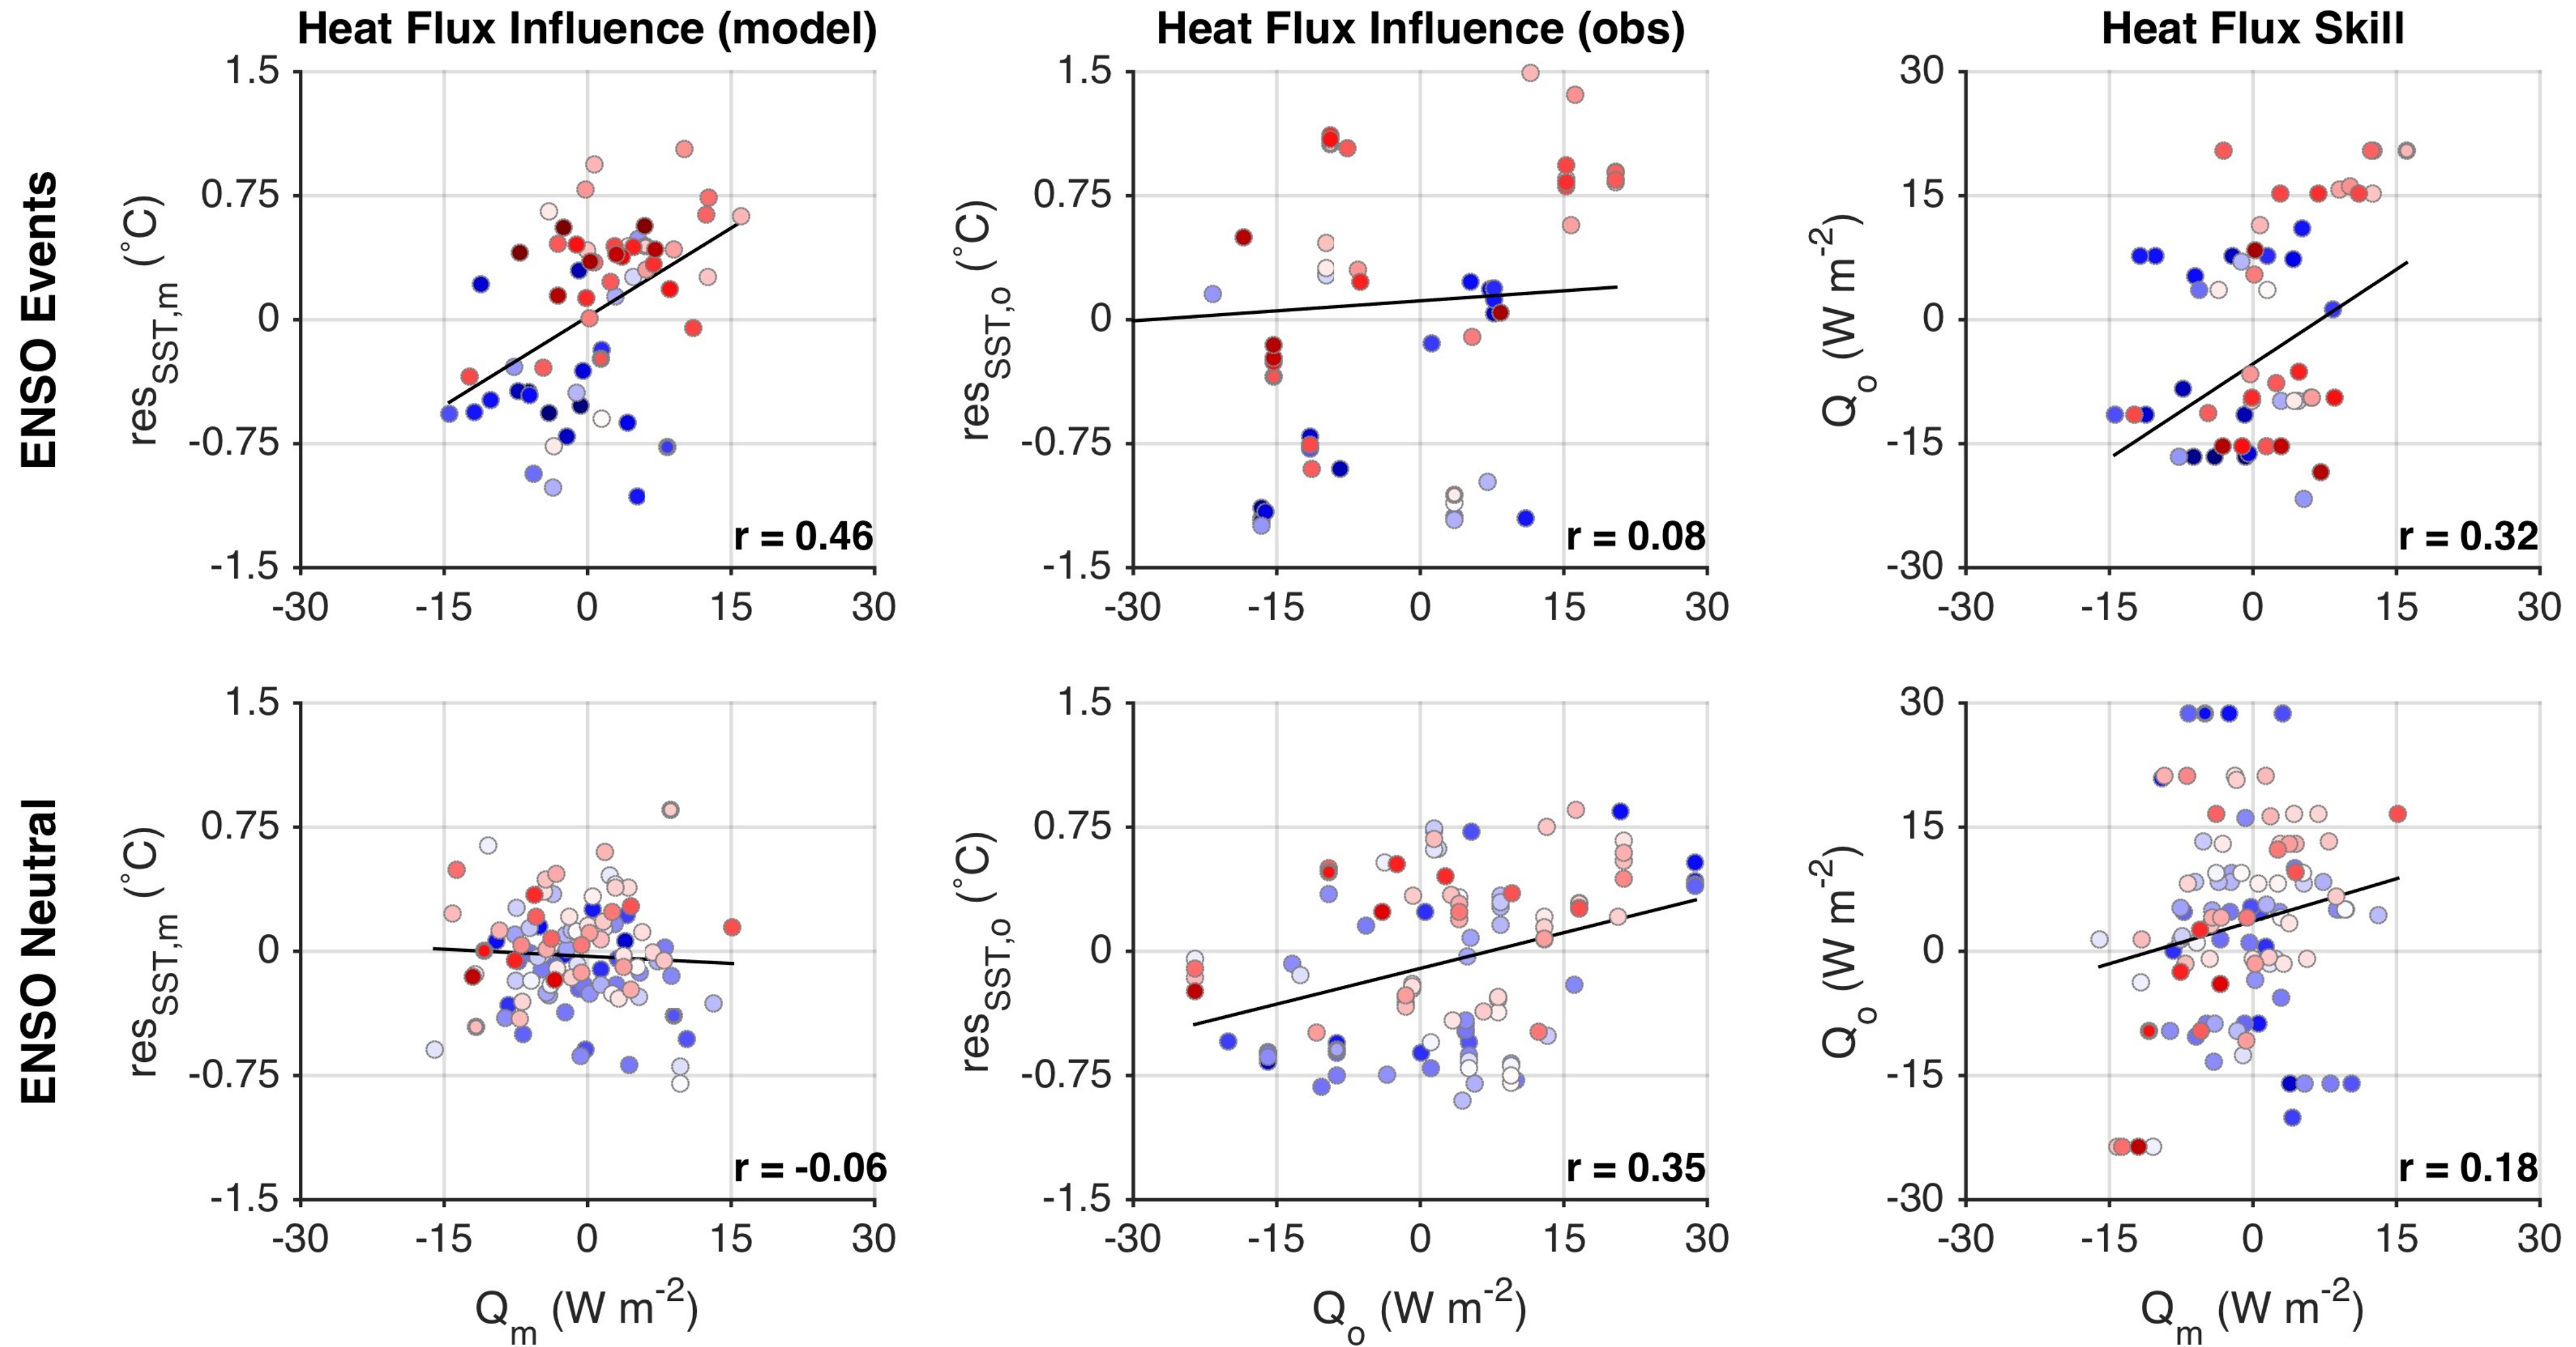 Heat Flux Influence (model)
Heat Flux Influence (obs)
Heat Flux Skill
ENSO Events
res_SST,m (°C)
1.5
0.75
0
-0.75
-1.5
-30 -15 0 15 30
r = 0.46
res_SST,o (°C)
1.5
0.75
0
-0.75
-1.5
-30 -15 0 15 30
r = 0.08
Q_o (W m^-2)
30
15
0
-15
-30
-30 -15 0 15 30
r = 0.32
ENSO Neutral
res_SST,m (°C)
1.5
0.75
0
-0.75
-1.5
-30 -15 0 15 30
r = -0.06
Q_m (W m^-2)
res_SST,o (°C)
1.5
0.75
0
-0.75
-1.5
-30 -15 0 15 30
r = 0.35
Q_o (W m^-2)
Q_o (W m^-2)
30
15
0
-15
-30
-30 -15 0 15 30
r = 0.18
Q_m (W m^-2)